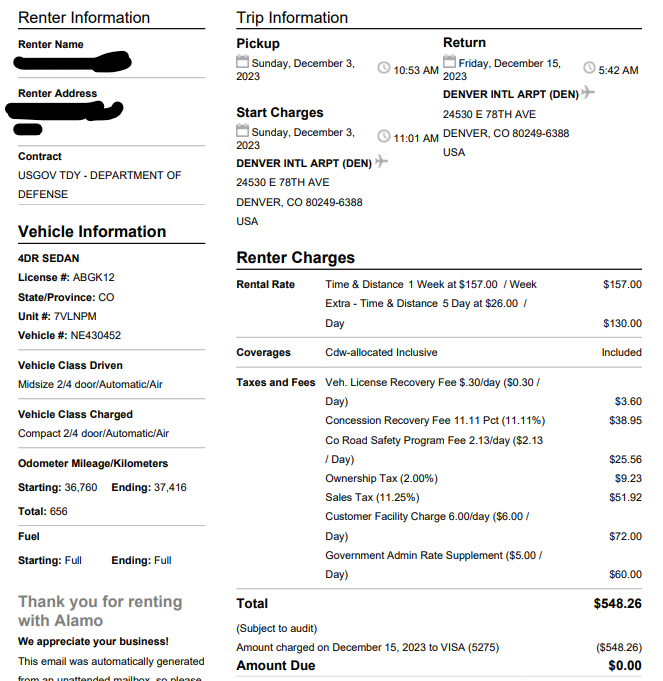 Renter Information
Renter Name
Renter Address
Contract
USGOV TDY - DEPARTMENT OF
DEFENSE
Vehicle Information
4DR SEDAN
License #: ABGK12
State/Province: CO
Unit #: 7VLNPM
Vehicle #: NE430452
Vehicle Class Driven
Midsize 2/4 door/Automatic/Air
Vehicle Class Charged
Compact 2/4 door/Automatic/Air
Odometer Mileage/Kilometers
Starting: 36,760 Ending: 37,416
Total: 656
Fuel
Starting: Full Ending: Full
Thank you for renting
with Alamo
We appreciate your business!
This email was automatically generated
from an unattended mailbox, so please
Trip Information
Pickup
Sunday, December 3,
2023
10:53 AM
Start Charges
Sunday, December 3,
2023
11:01 AM
DENVER INTL ARPT (DEN)
24530 E 78TH AVE
DENVER, CO 80249-6388
USA
Return
Friday, December 15,
2023
5:42 AM
DENVER INTL ARPT (DEN)
24530 E 78TH AVE
DENVER, CO 80249-6388
USA
Renter Charges
Rental Rate Time & Distance 1 Week at $157.00 / Week $157.00
Extra - Time & Distance 5 Day at $26.00 /
Day $130.00
Coverages Cdw-allocated Inclusive Included
Taxes and Fees Veh. License Recovery Fee $.30/day ($0.30 /
Day) $3.60
Concession Recovery Fee 11.11 Pct (11.11%) $38.95
Co Road Safety Program Fee 2.13/day ($2.13
/ Day) $25.56
Ownership Tax (2.00%) $9.23
Sales Tax (11.25%) $51.92
Customer Facility Charge 6.00/day ($6.00 /
Day) $72.00
Government Admin Rate Supplement ($5.00 /
Day) $60.00
Total $548.26
(Subject to audit)
Amount charged on December 15, 2023 to VISA (5275) ($548.26)
Amount Due $0.00